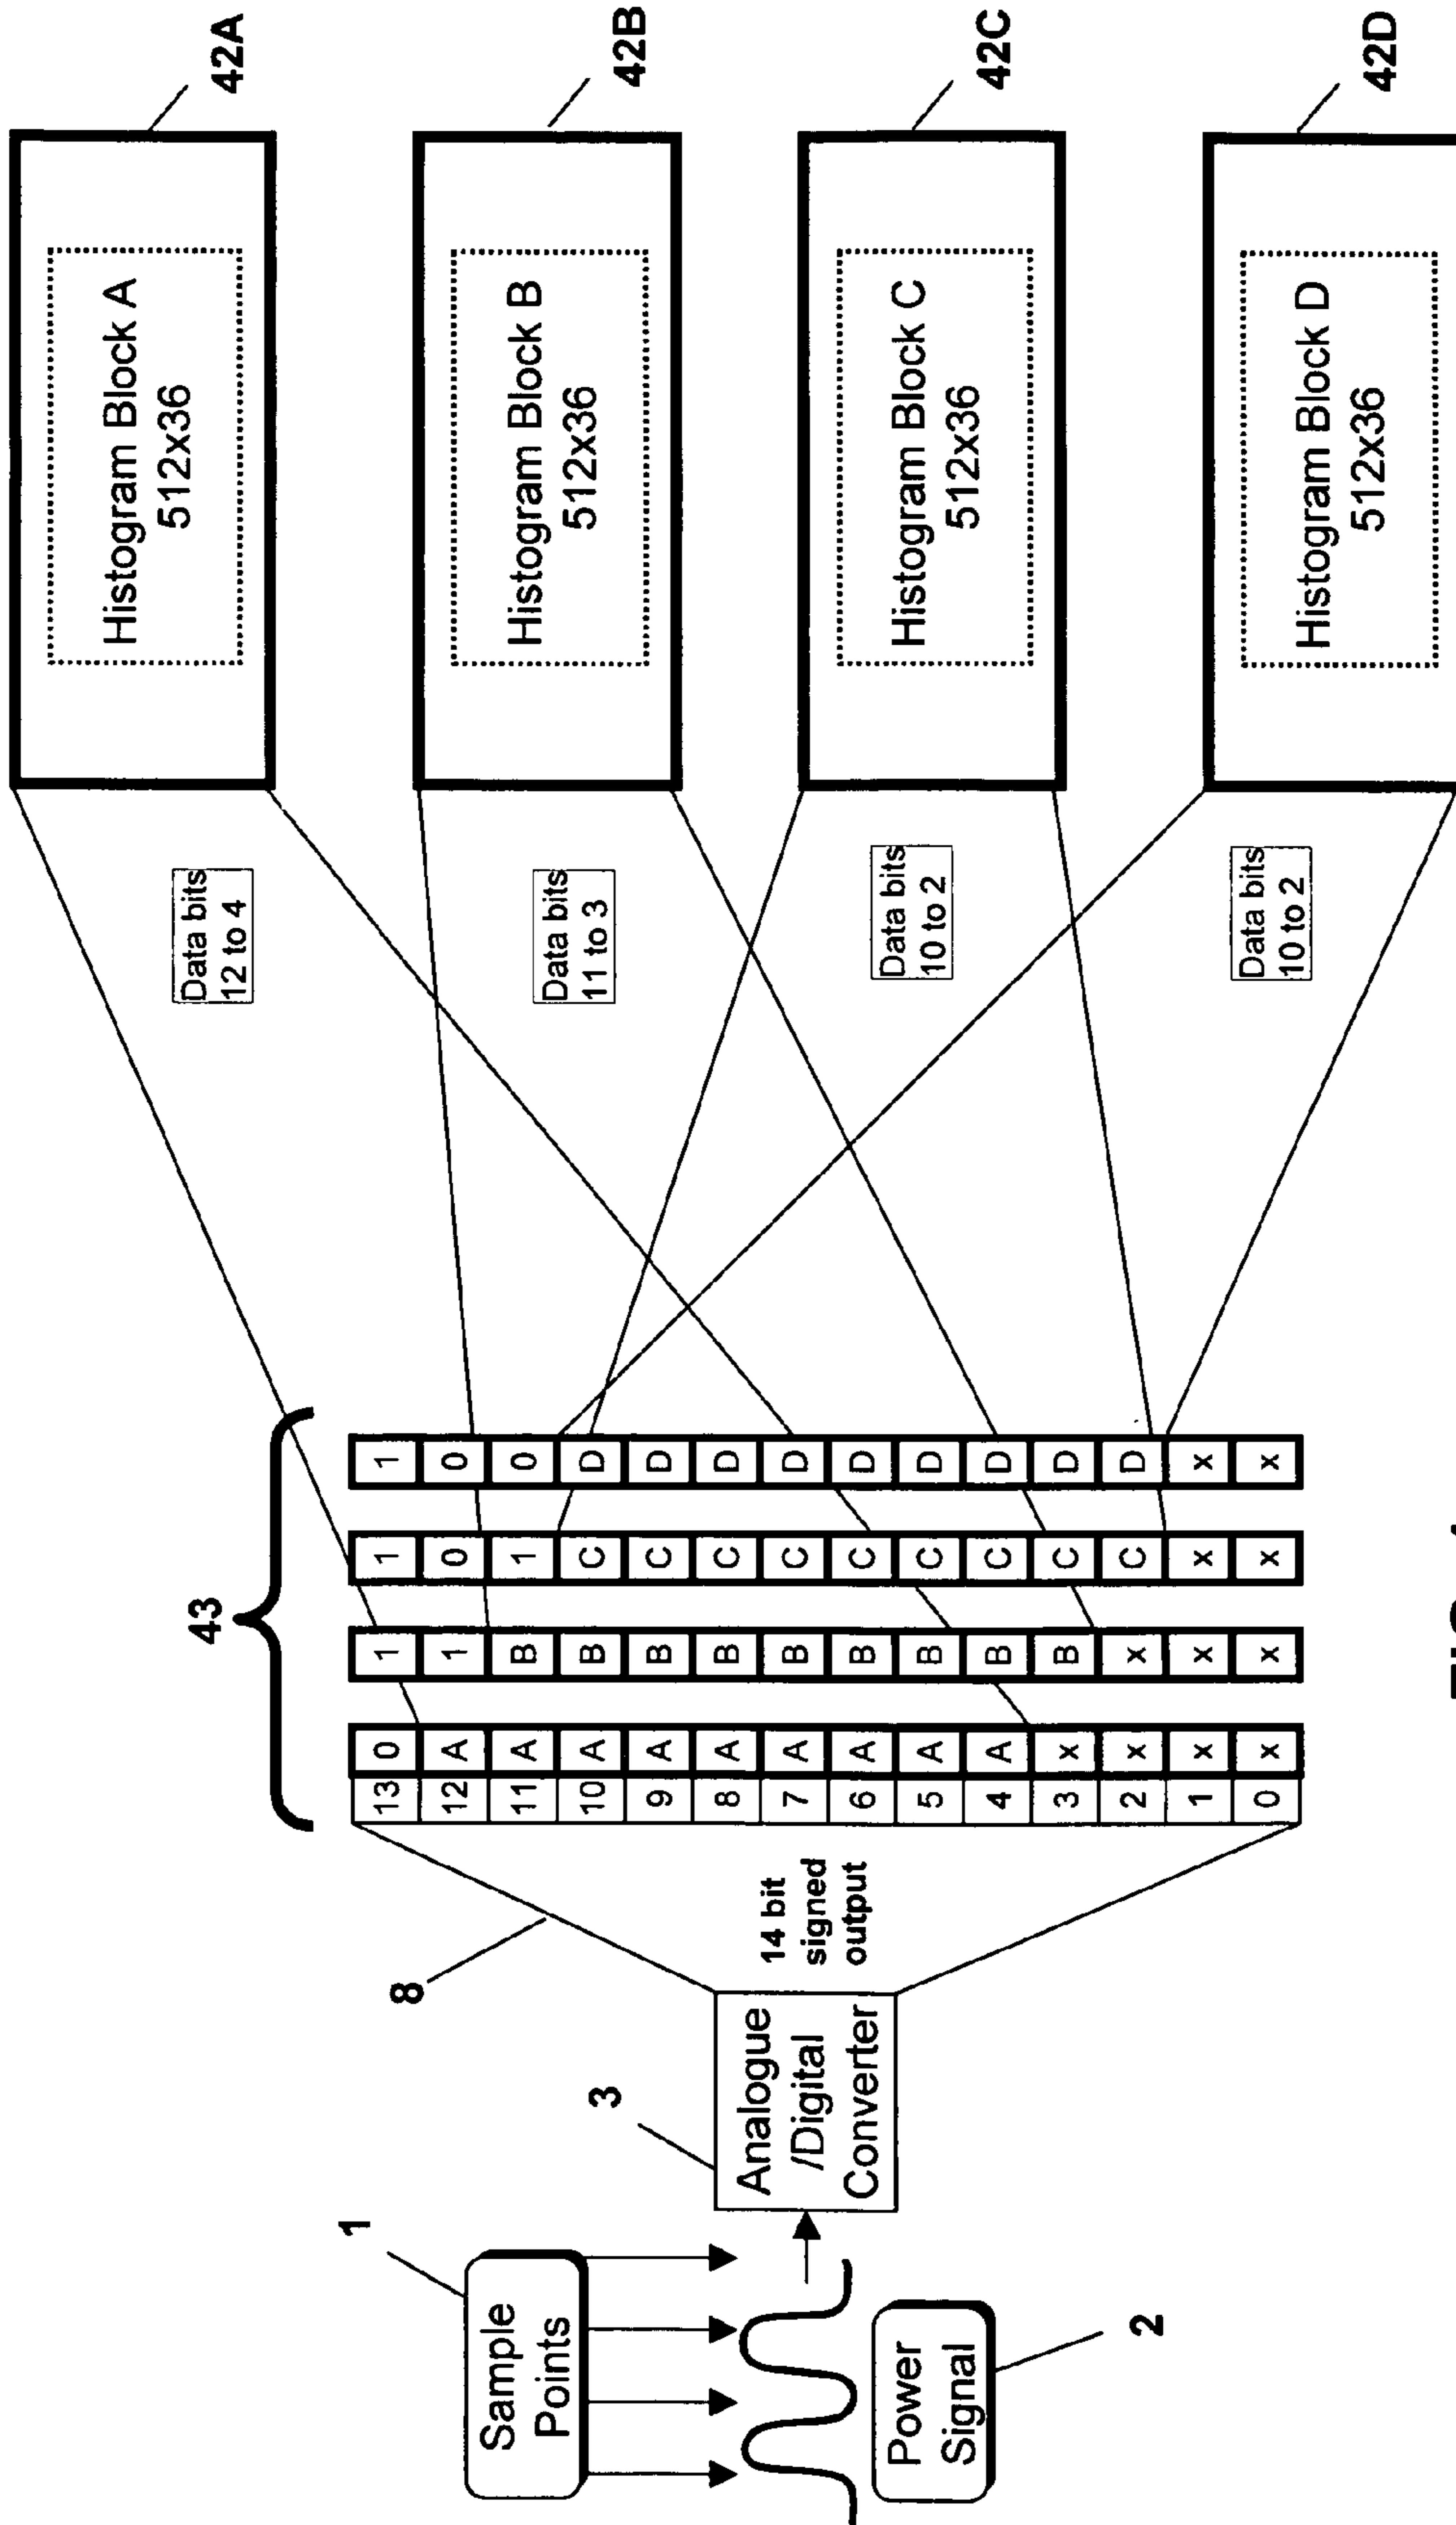 1
Sample
Points
Power
Signal
2
3
Analogue
/Digital
Converter
8
14 bit
signed
output
43
13 0 1 1 1
12 A 1 0 0
11 A B 1 0
10 A B C D
9 A B C D
8 A B C D
7 A B C D
6 A B C D
5 A B C D
4 A B C D
3 x B C D
2 x x C D
1 x x x x
0 x x x x
Data bits
12 to 4
Data bits
11 to 3
Data bits
10 to 2
Data bits
10 to 2
Histogram Block A
512x36
42A
Histogram Block B
512x36
42B
Histogram Block C
512x36
42C
Histogram Block D
512x36
42D